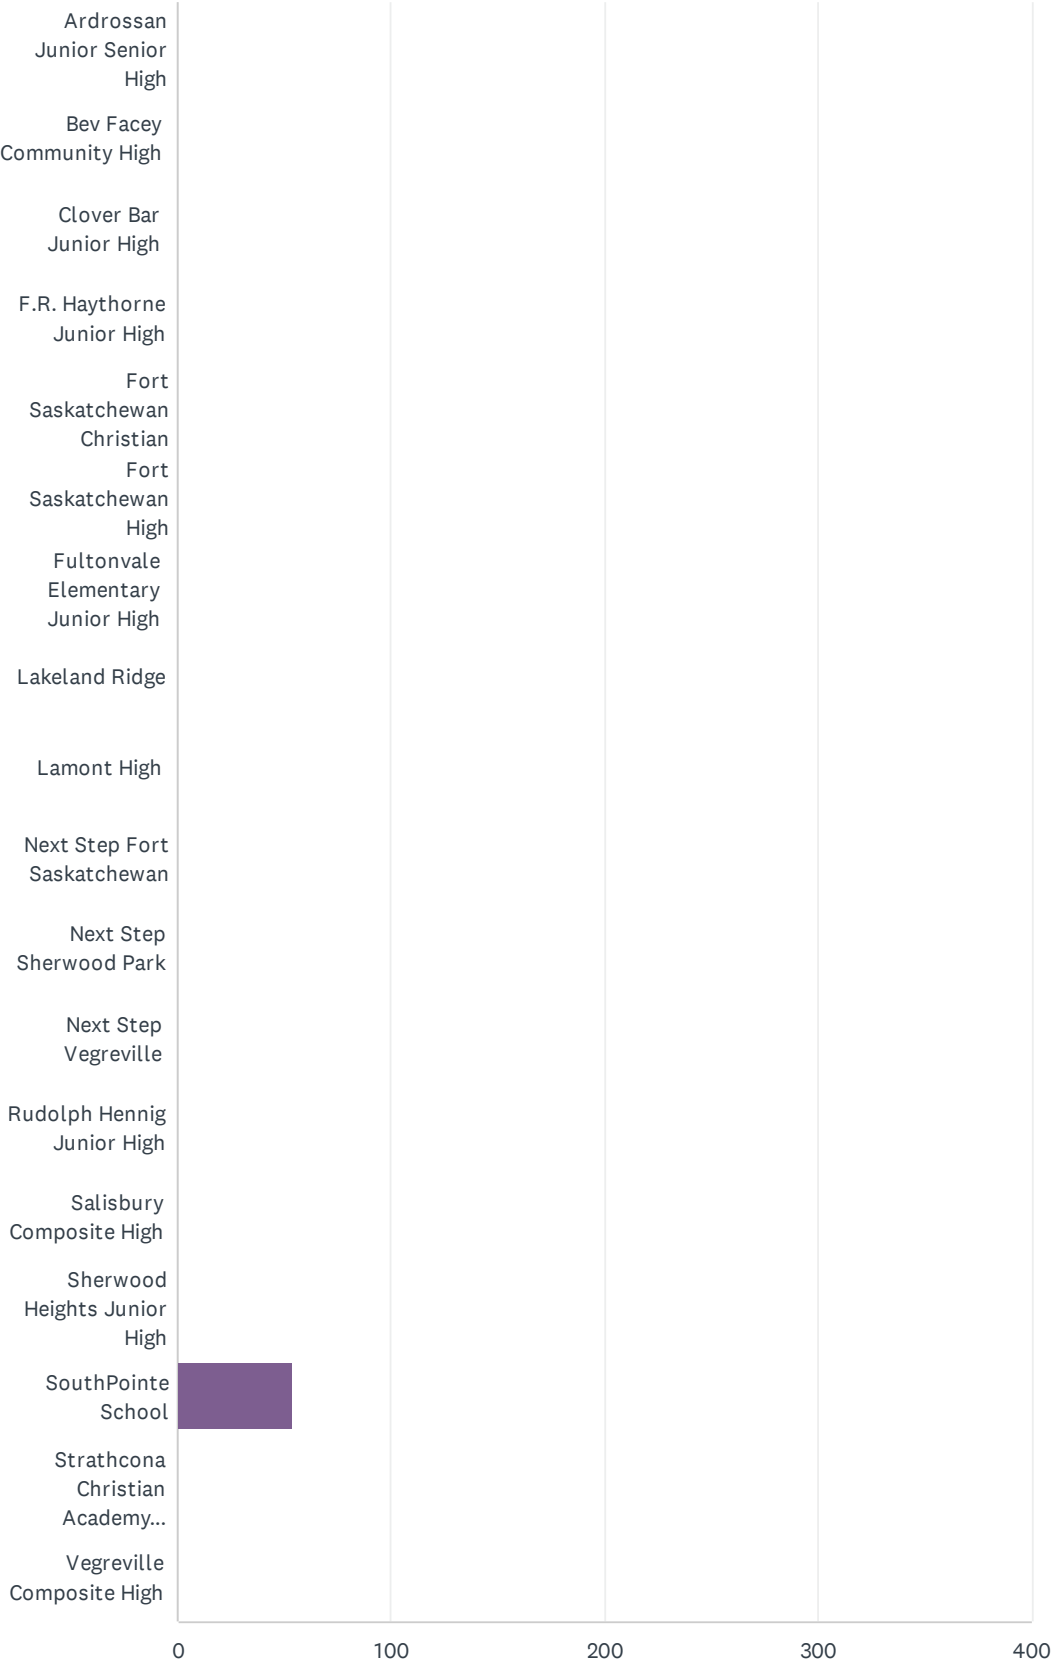 Ardrossan
Junior Senior
High
Bev Facey
Community High
Clover Bar
Junior High
F.R. Haythorne
Junior High
Fort
Saskatchewan
Christian
Fort
Saskatchewan
High
Fultonvale
Elementary
Junior High
Lakeland Ridge
Lamont High
Next Step Fort
Saskatchewan
Next Step
Sherwood Park
Next Step
Vegreville
Rudolph Hennig
Junior High
Salisbury
Composite High
Sherwood
Heights Junior
High
SouthPointe
School
Strathcona
Christian
Academy...
Vegreville
Composite High
0 100 200 300 400